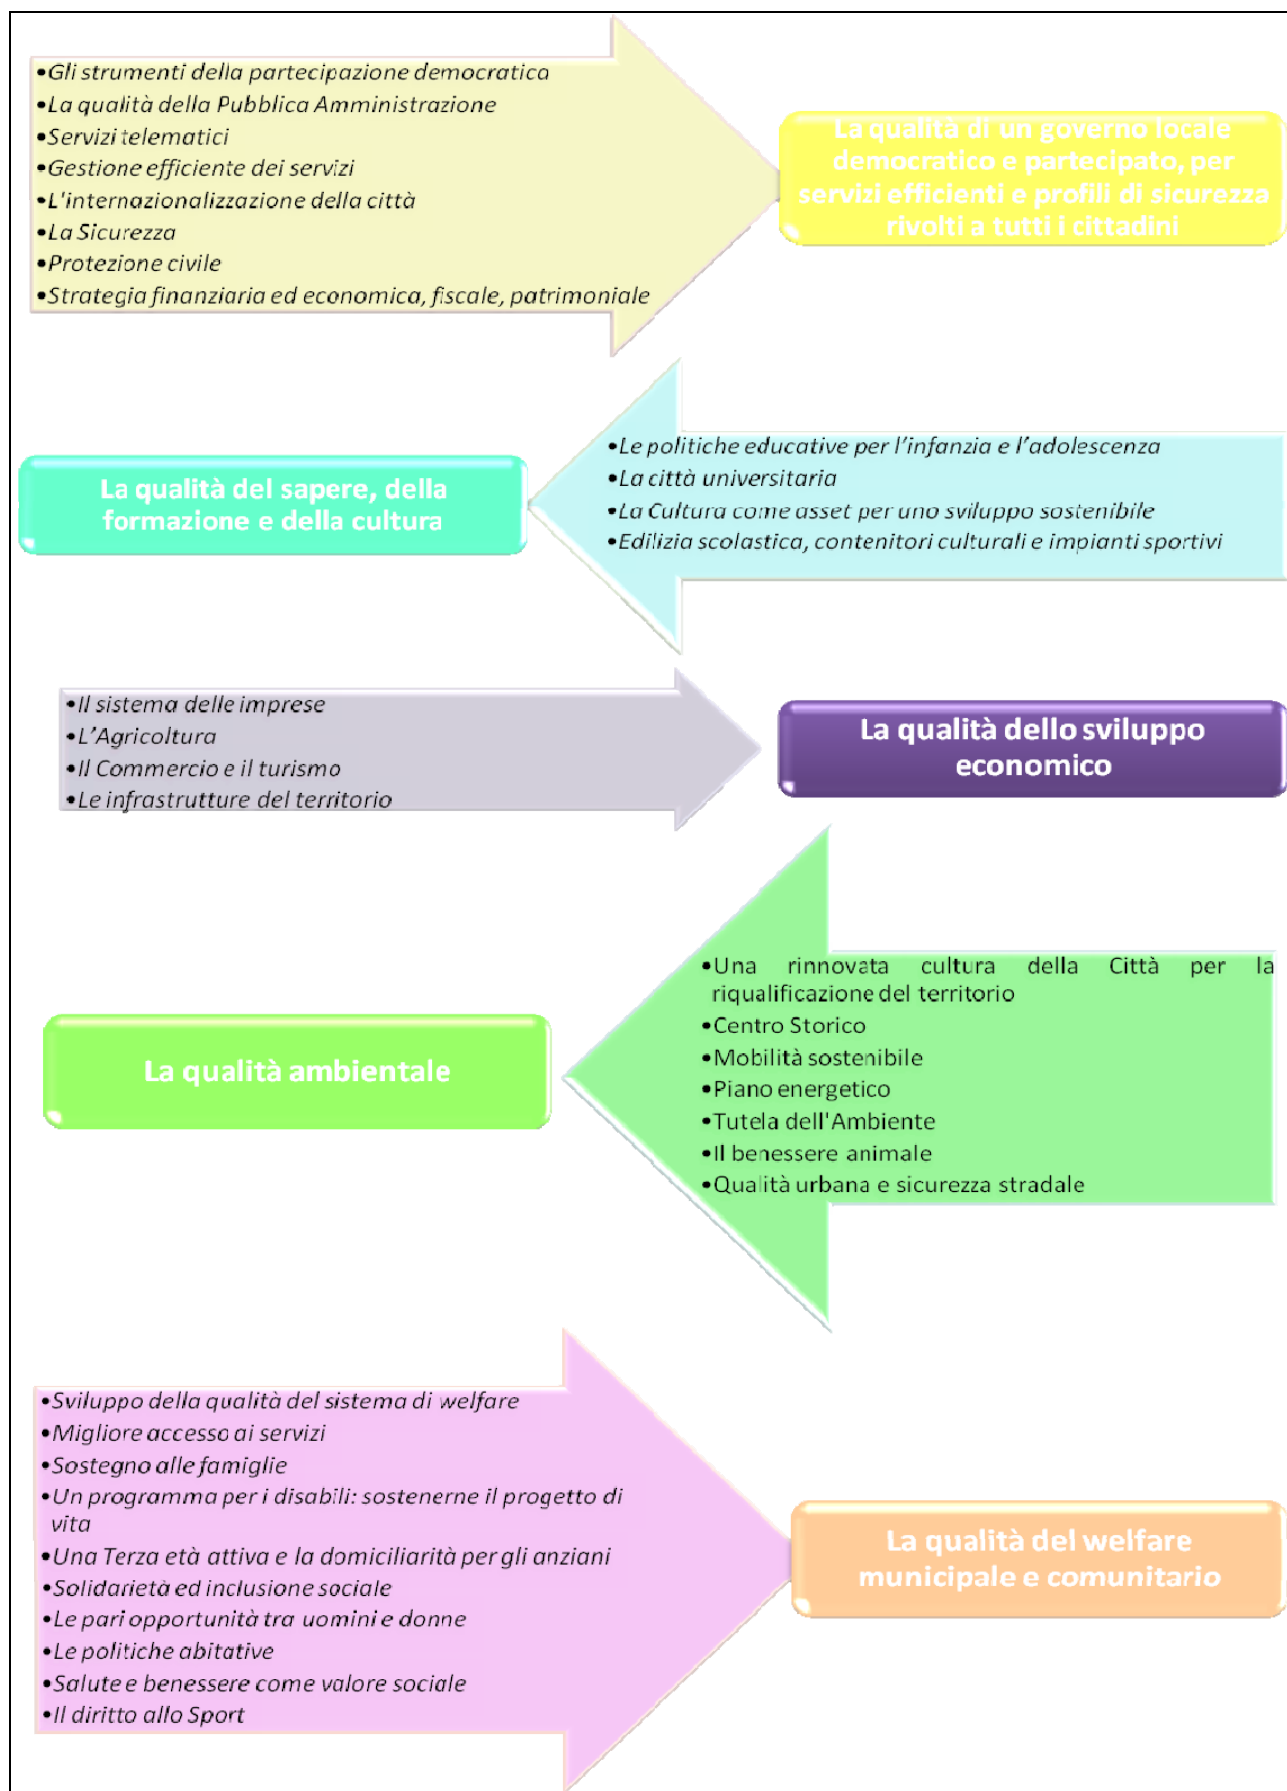 •Gli strumenti della partecipazione democratica
•La qualità della Pubblica Amministrazione
•Servizi telematici
•Gestione efficiente dei servizi
•L'internazionalizzazione della città
•La Sicurezza
•Protezione civile
•Strategia finanziaria ed economica, fiscale, patrimoniale
La qualità di un governo locale
democratico e partecipato, per
servizi efficienti e profili di sicurezza
rivolti a tutti i cittadini
La qualità del sapere, della
formazione e della cultura
•Le politiche educative per l’infanzia e l’adolescenza
•La città universitaria
•La Cultura come asset per uno sviluppo sostenibile
•Edilizia scolastica, contenitori culturali e impianti sportivi
•Il sistema delle imprese
•L’Agricoltura
•Il Commercio e il turismo
•Le infrastrutture del territorio
La qualità dello sviluppo
economico
La qualità ambientale
•Una rinnovata cultura della Città per la
riqualificazione del territorio
•Centro Storico
•Mobilità sostenibile
•Piano energetico
•Tutela dell'Ambiente
•Il benessere animale
•Qualità urbana e sicurezza stradale
•Sviluppo della qualità del sistema di welfare
•Migliore accesso ai servizi
•Sostegno alle famiglie
•Un programma per i disabili: sostenerne il progetto di
vita
•Una Terza età attiva e la domiciliarità per gli anziani
•Solidarietà ed inclusione sociale
•Le pari opportunità tra uomini e donne
•Le politiche abitative
•Salute e benessere come valore sociale
•Il diritto allo Sport
La qualità del welfare
municipale e comunitario